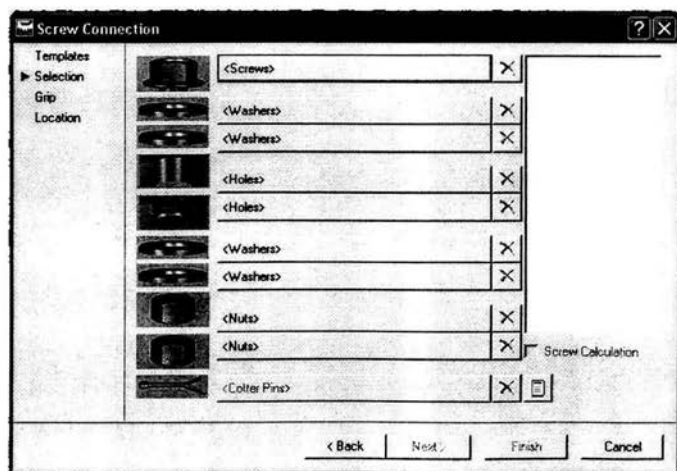 Screw Connection
Templates
Selection
Grip
Location
<Screws>
<Washers>
<Washers>
<Holes>
<Holes>
<Washers>
<Washers>
<Nuts>
<Nuts>
Screw Calculation
<Cotter Pins>
< Back
Next >
Finish
Cancel